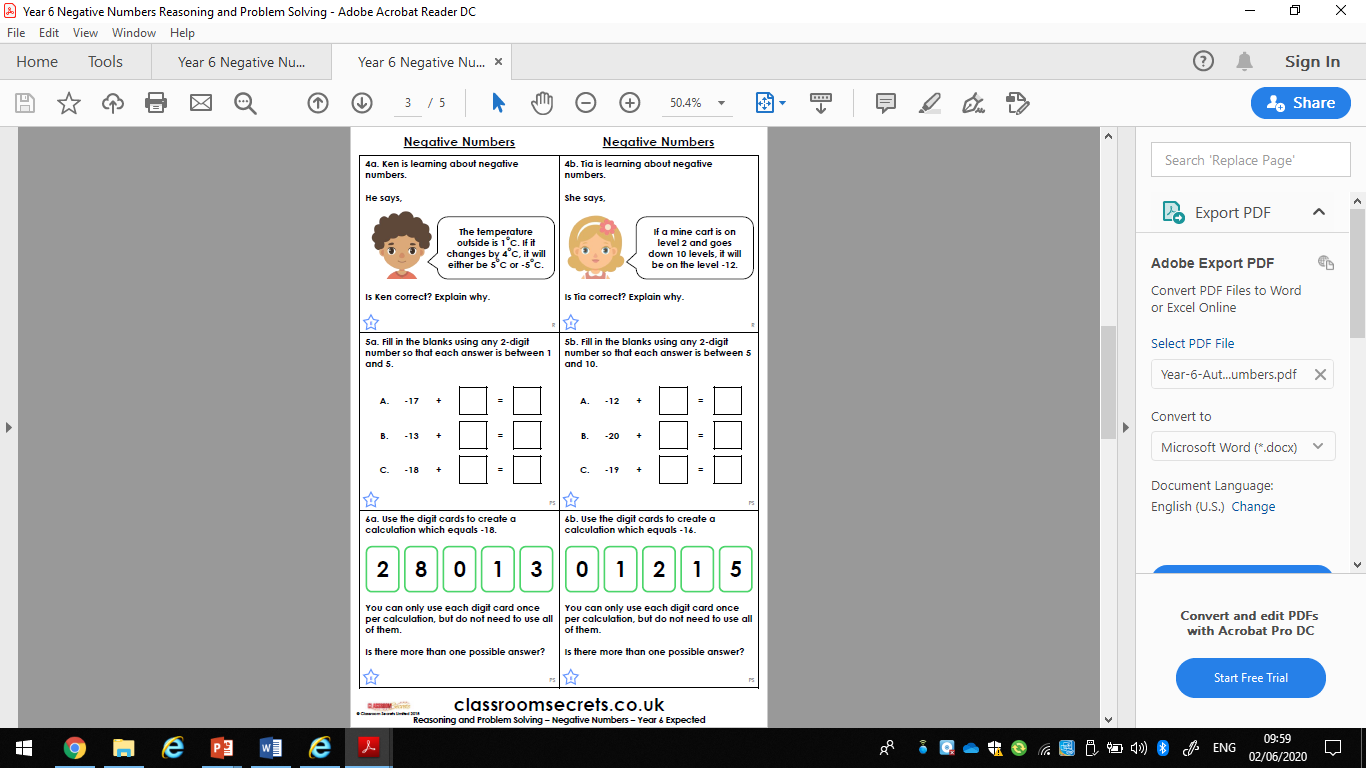 Year 6 Negative Numbers Reasoning and Problem Solving - Adobe Acrobat Reader DC
File Edit View Window Help
Home Tools Year 6 Negative Nu... Year 6 Negative Nu... ×
? Sign In
3 / 5 50.4% Share
Negative Numbers
4a. Ken is learning about negative
numbers.
He says,
The temperature
outside is 1°C. If it
changes by 4°C, it will
either be 5°C or -5°C.
Is Ken correct? Explain why.
R
5a. Fill in the blanks using any 2-digit
number so that each answer is between 1
and 5.
A. -17 + =
B. -13 + =
C. -18 + =
PS
6a. Use the digit cards to create a
calculation which equals -18.
2 8 0 1 3
You can only use each digit card once
per calculation, but do not need to use all
of them.
Is there more than one possible answer?
PS
Negative Numbers
4b. Tia is learning about negative
numbers.
She says,
If a mine cart is on
level 2 and goes
down 10 levels, it will
be on the level -12.
Is Tia correct? Explain why.
R
5b. Fill in the blanks using any 2-digit
number so that each answer is between 5
and 10.
A. -12 + =
B. -20 + =
C. -19 + =
PS
6b. Use the digit cards to create a
calculation which equals -16.
0 1 2 1 5
You can only use each digit card once
per calculation, but do not need to use all
of them.
Is there more than one possible answer?
PS
classroomsecrets.co.uk
© Classroom Secrets Limited 2018
Reasoning and Problem Solving – Negative Numbers – Year 6 Expected
Search 'Replace Page'
Export PDF
Adobe Export PDF
Convert PDF Files to Word
or Excel Online
Select PDF File
Year-6-Aut...umbers.pdf
Convert to
Microsoft Word (*.docx)
Document Language:
English (U.S.) Change
Convert and edit PDFs
with Acrobat Pro DC
Start Free Trial
ENG
09:59
02/06/2020